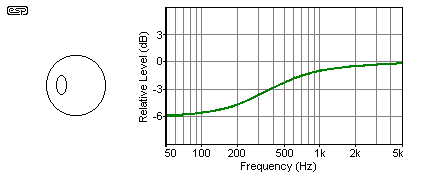 ESP
Relative Level (dB)
3
0
-3
-6
50 100 200 500 1k 2k 5k
Frequency (Hz)